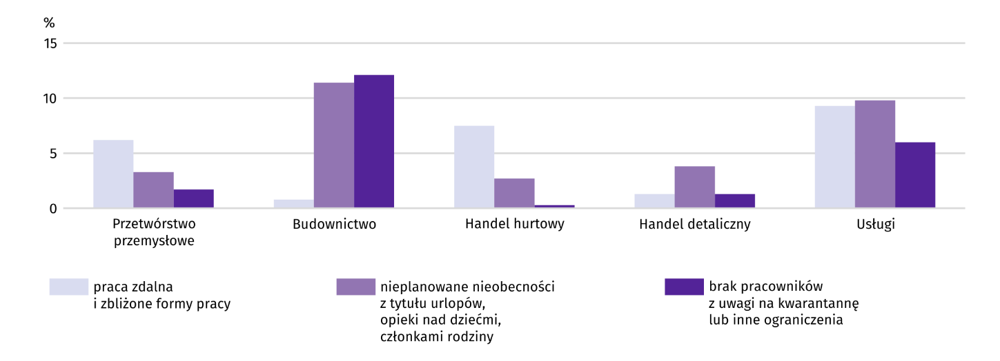 %
15
10
5
0
Przetwórstwo
przemysłowe
Budownictwo
Handel hurtowy
Handel detaliczny
Usługi
praca zdalna
i zbliżone formy pracy
nieplanowane nieobecności
z tytułu urlopów,
opieki nad dziećmi,
członkami rodziny
brak pracowników
z uwagi na kwarantannę
lub inne ograniczenia